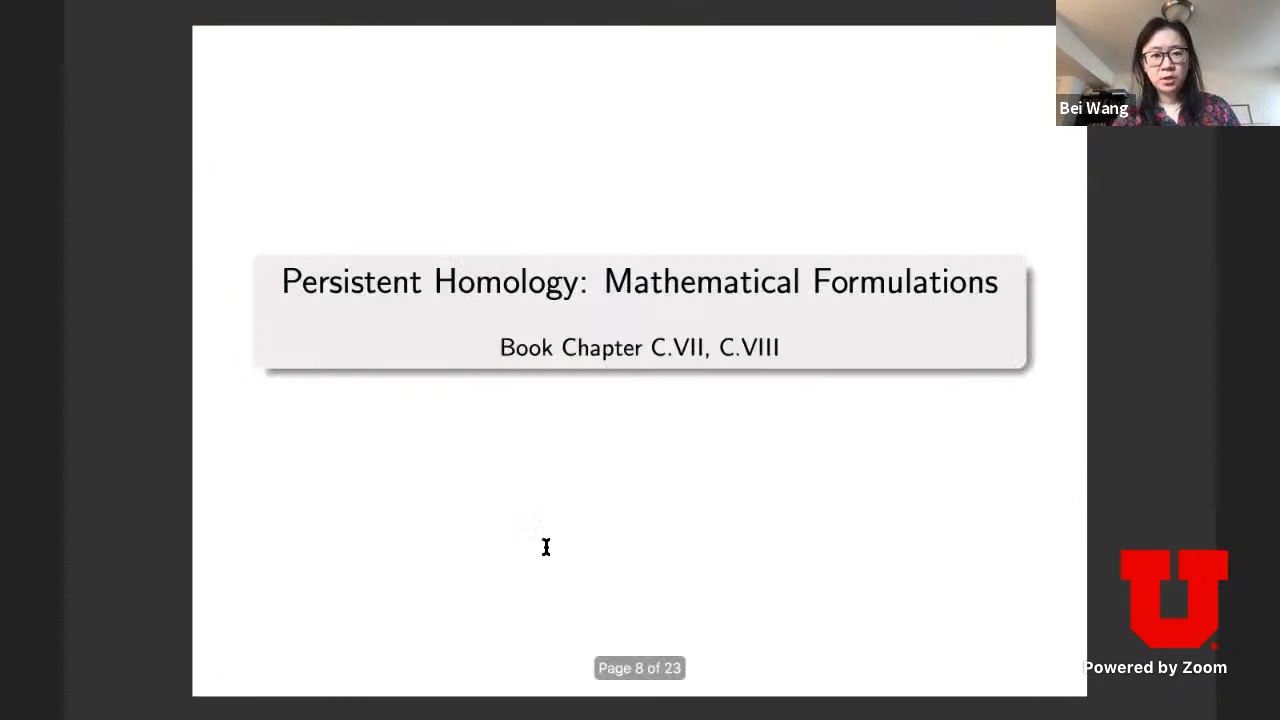 Bei Wang
Persistent Homology: Mathematical Formulations
Book Chapter C.VII, C.VIII
Page 8 of 23
U
Powered by Zoom